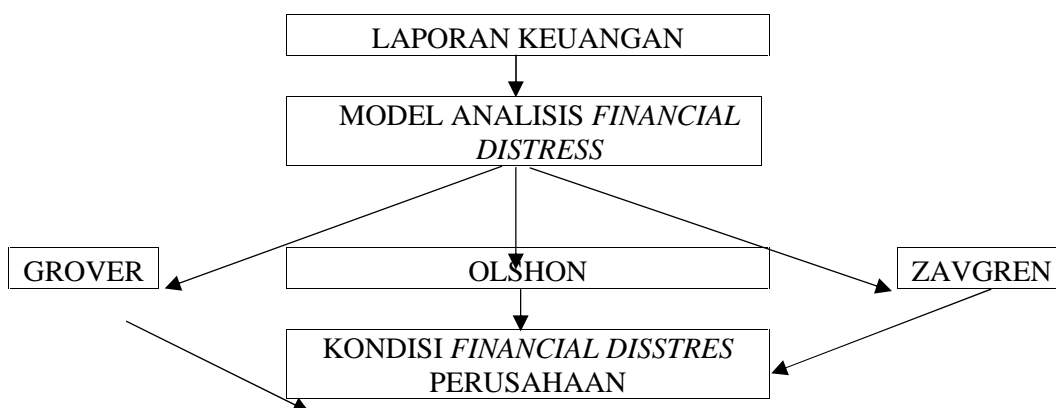 LAPORAN KEUANGAN
MODEL ANALISIS FINANCIAL
DISTRESS
GROVER
OLSHON
ZAVGREN
KONDISI FINANCIAL DISSTRES
PERUSAHAAN